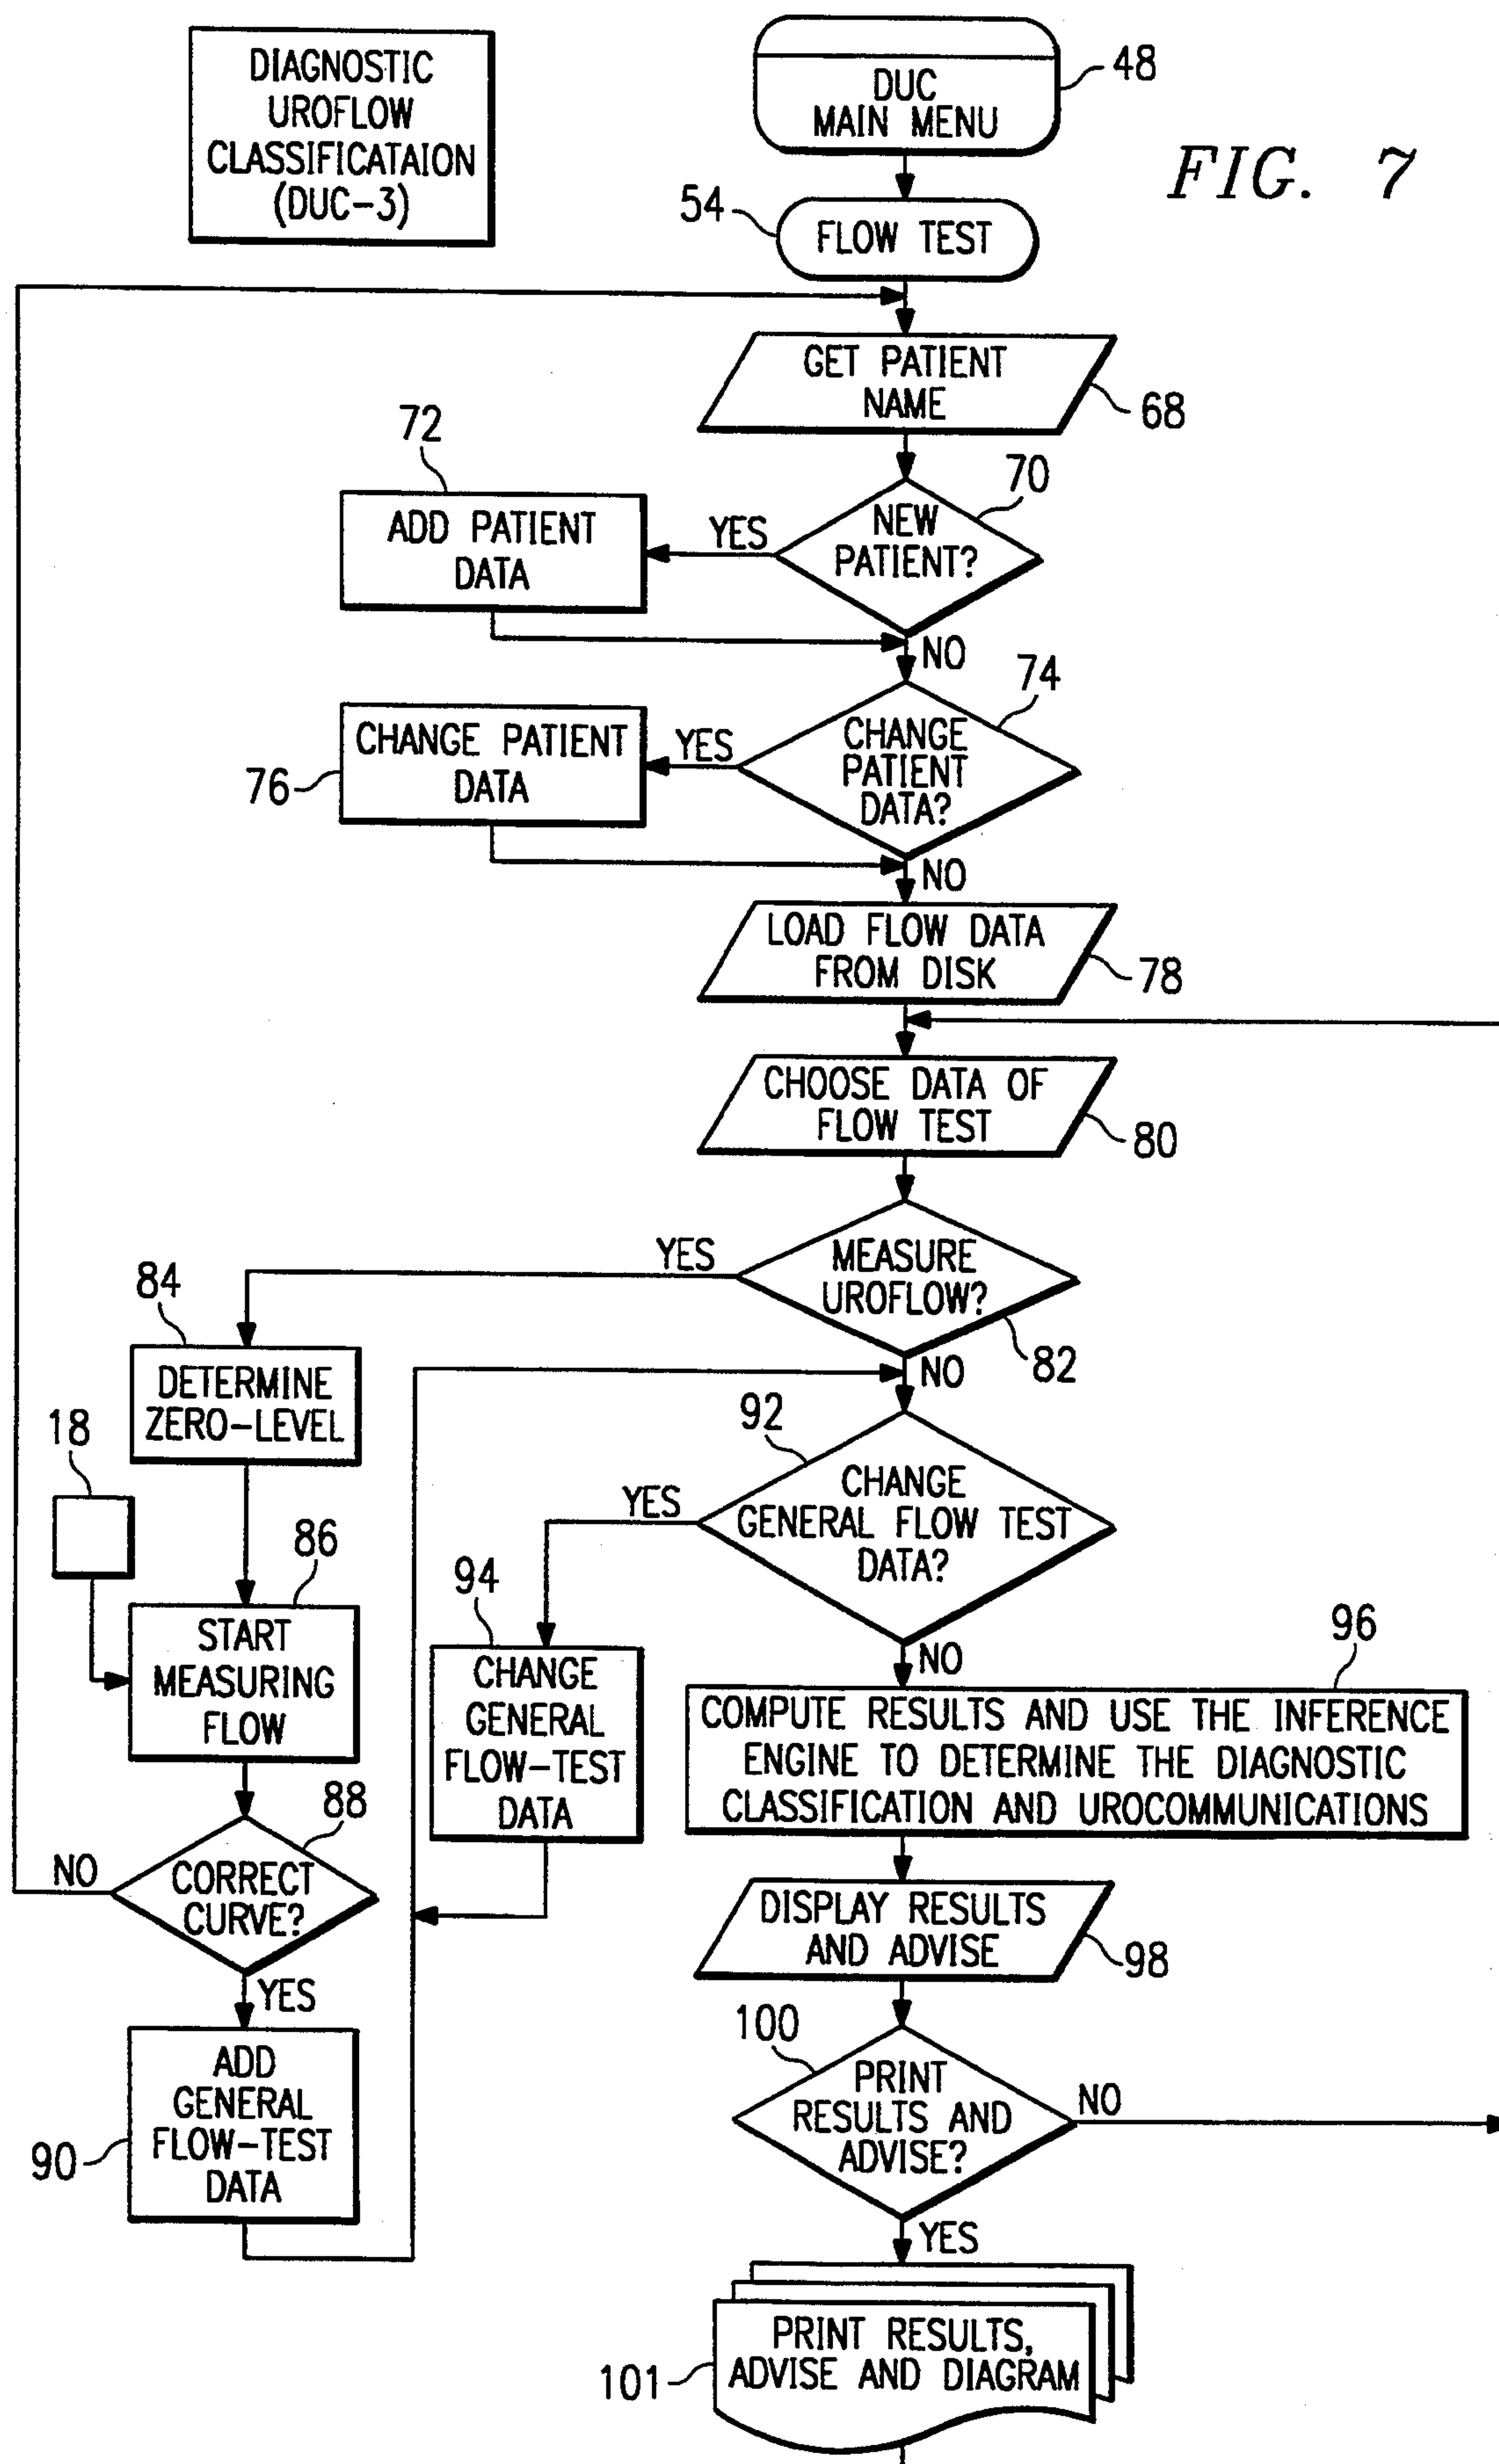 DIAGNOSTIC
UROFLOW
CLASSIFICATAION
(DUC-3)
DUC
MAIN MENU
48
FIG. 7
54
FLOW TEST
GET PATIENT
NAME
68
72
ADD PATIENT
DATA
YES
70
NEW
PATIENT?
NO
74
CHANGE PATIENT
DATA
76
YES
CHANGE
PATIENT
DATA?
NO
LOAD FLOW DATA
FROM DISK
78
CHOOSE DATA OF
FLOW TEST
80
YES
MEASURE
UROFLOW?
82
NO
84
DETERMINE
ZERO-LEVEL
18
86
START
MEASURING
FLOW
88
NO
CORRECT
CURVE?
YES
90
ADD
GENERAL
FLOW-TEST
DATA
92
YES
CHANGE
GENERAL FLOW TEST
DATA?
NO
94
CHANGE
GENERAL
FLOW-TEST
DATA
96
COMPUTE RESULTS AND USE THE INFERENCE
ENGINE TO DETERMINE THE DIAGNOSTIC
CLASSIFICATION AND UROCOMMUNICATIONS
DISPLAY RESULTS
AND ADVISE
98
100
PRINT
RESULTS AND
ADVISE?
NO
YES
PRINT RESULTS,
ADVISE AND DIAGRAM
101